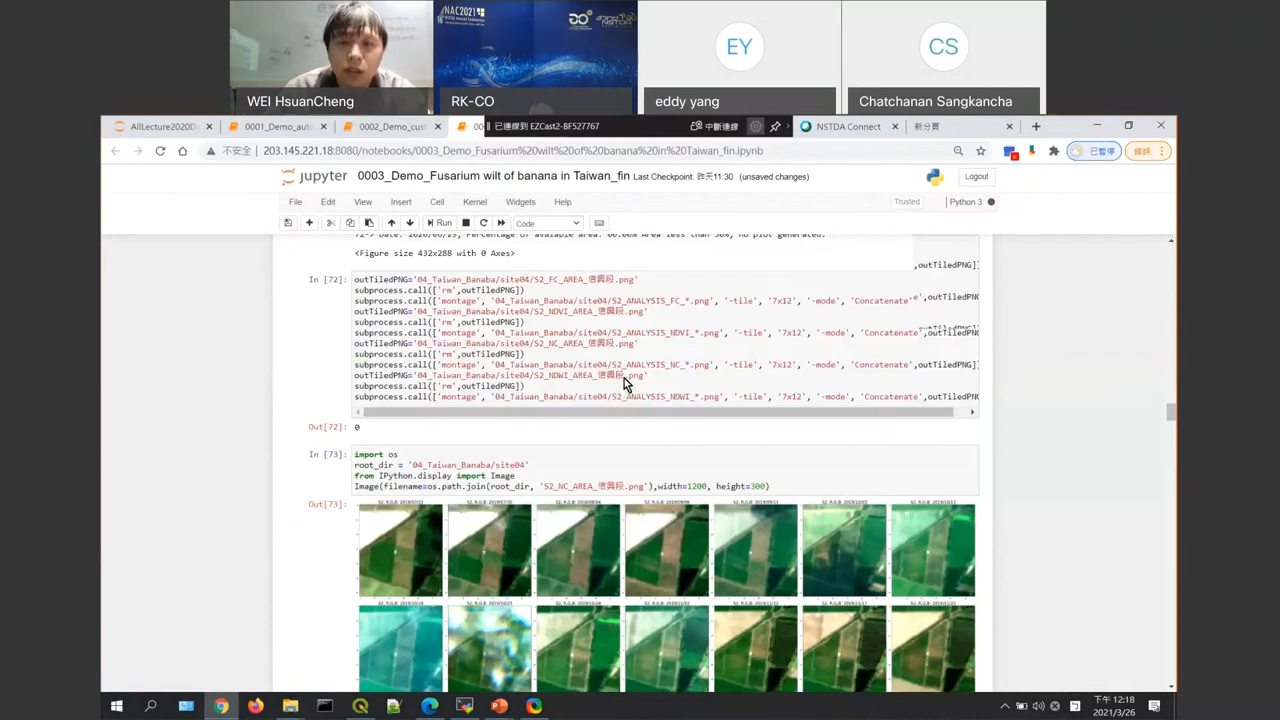 NAC2021
WEI HsuanCheng
RK-CO
EY
eddy yang
CS
Chatchanan Sangkancha
AllLecture2020D
0001_Demo_aut
0002_Demo_cus
已連線到 EZCast2-BF527767
中斷連線
NSTDA Connect
新分頁
不安全
203.145.221.18:8080/notebooks/0003_Demo_Fusarium%20wilt%20of%20banana%20in%20Taiwan_fin.ipynb
已暫停
jupyter
0003_Demo_Fusarium wilt of banana in Taiwan_fin
Last Checkpoint: 昨天11:30 (unsaved changes)
Logout
File Edit View Insert Cell Kernel Widgets Help
Trusted
Python 3
Run
Code
<Figure size 432x288 with 0 Axes>
,outTiledPNG])
In [72]:
outTiledPNG='04_Taiwan_Banaba/site04/S2_FC_AREA_信興段.png'
subprocess.call(['rm',outTiledPNG])
subprocess.call(['montage', '04_Taiwan_Banaba/site04/S2_ANALYSIS_FC_*.png', '-tile', '7x12', '-mode', 'Concatenate'
outTiledPNG='04_Taiwan_Banaba/site04/S2_NDVI_AREA_信興段.png'
subprocess.call(['rm',outTiledPNG])
subprocess.call(['montage', '04_Taiwan_Banaba/site04/S2_ANALYSIS_NDVI_*.png', '-tile', '7x12', '-mode', 'Concatenate'
outTiledPNG='04_Taiwan_Banaba/site04/S2_NC_AREA_信興段.png'
subprocess.call(['rm',outTiledPNG])
subprocess.call(['montage', '04_Taiwan_Banaba/site04/S2_ANALYSIS_NC_*.png', '-tile', '7x12', '-mode', 'Concatenate',outTiledPNG])
outTiledPNG='04_Taiwan_Banaba/site04/S2_NDWI_AREA_信興段.png'
subprocess.call(['rm',outTiledPNG])
subprocess.call(['montage', '04_Taiwan_Banaba/site04/S2_ANALYSIS_NDWI_*.png', '-tile', '7x12', '-mode', 'Concatenate',outTiledPNG
Out[72]:
0
In [73]:
import os
root_dir = '04_Taiwan_Banaba/site04'
from IPython.display import Image
Image(filename=os.path.join(root_dir, 'S2_NC_AREA_信興段.png'),width=1200, height=300)
Out[73]:
下午 12:18
2021/3/26